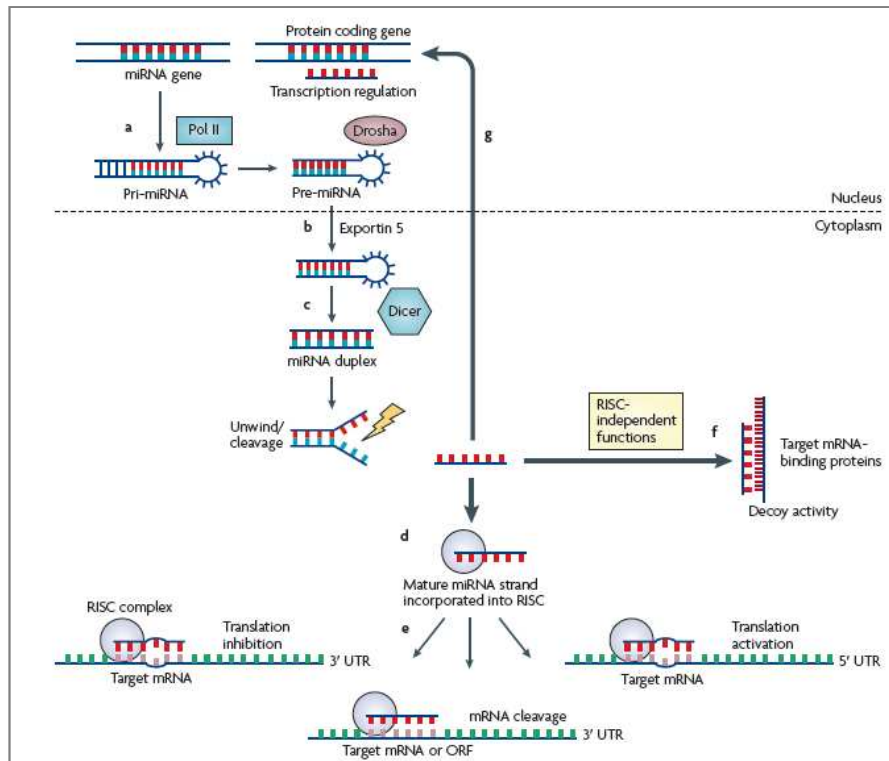 Protein coding gene
miRNA gene
Transcription regulation
a
Pol II
Drosha
g
Pri-miRNA
Pre-miRNA
Nucleus
b
Exportin 5
Cytoplasm
c
Dicer
miRNA duplex
Unwind/
cleavage
RISC-
independent
functions
f
Target mRNA-
binding proteins
Decoy activity
d
Mature miRNA strand
incorporated into RISC
RISC complex
e
Translation
inhibition
3′ UTR
Target mRNA
Translation
activation
5′ UTR
Target mRNA
mRNA cleavage
3′ UTR
Target mRNA or ORF